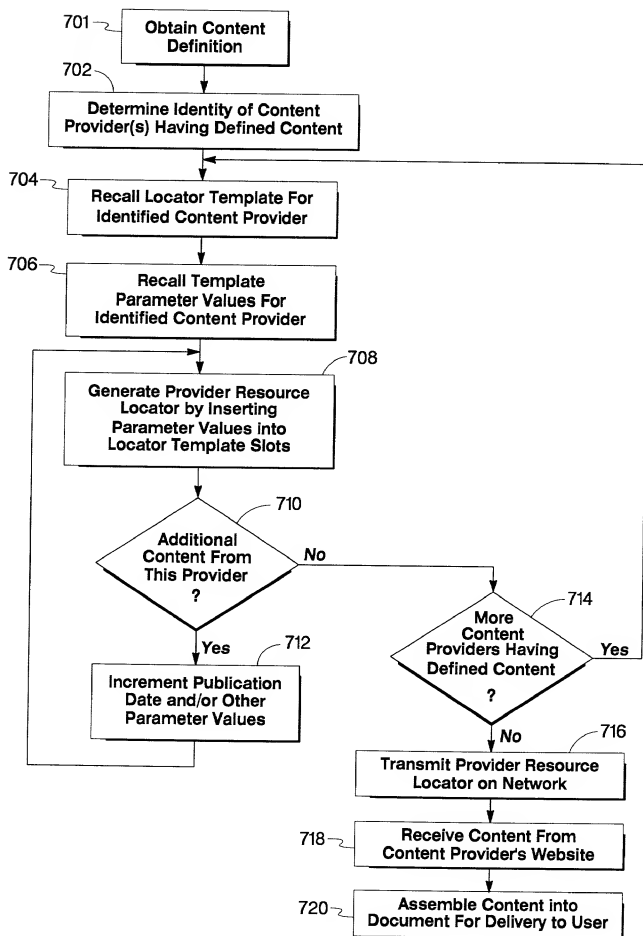 701
Obtain Content
Definition
702
Determine Identity of Content
Provider(s) Having Defined Content
704
Recall Locator Template For
Identified Content Provider
706
Recall Template
Parameter Values For
Identified Content Provider
708
Generate Provider Resource
Locator by Inserting
Parameter Values into
Locator Template Slots
710
Additional
Content From
This Provider
?
No
Yes
712
Increment Publication
Date and/or Other
Parameter Values
714
More
Content
Providers Having
Defined Content
?
Yes
No
716
Transmit Provider Resource
Locator on Network
718
Receive Content From
Content Provider's Website
720
Assemble Content into
Document For Delivery to User